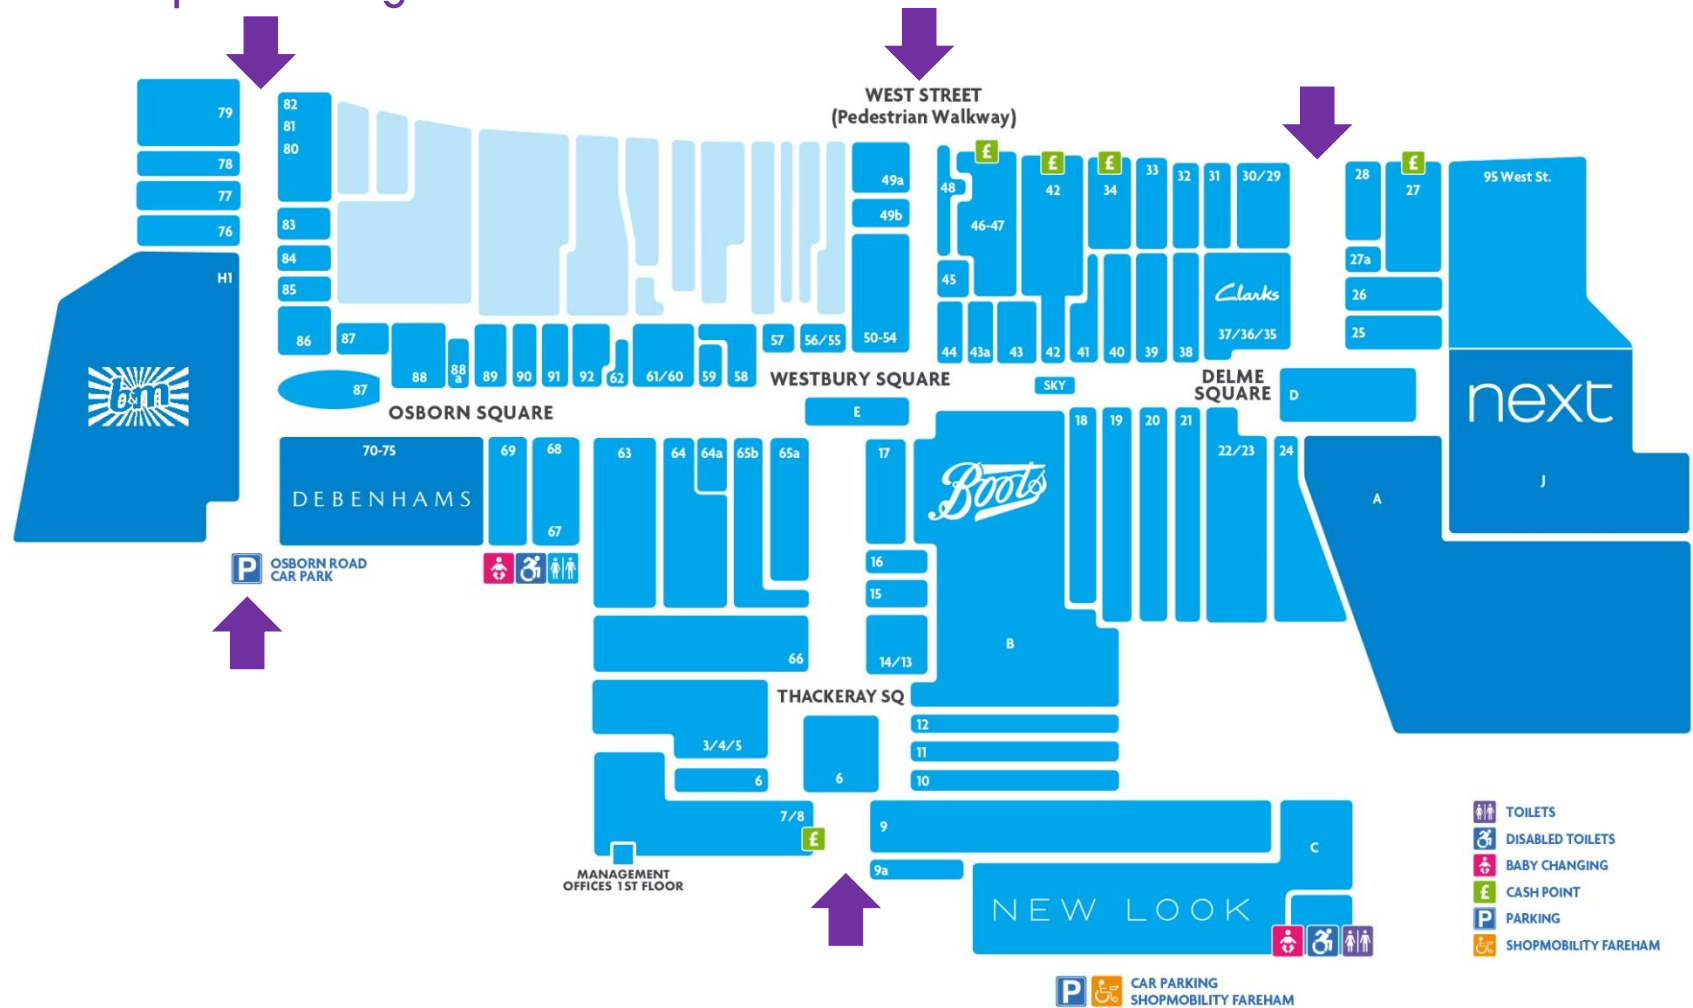 WEST STREET
(Pedestrian Walkway)
79
78
77
76
H1
b&m
82
81
80
83
84
85
86
87
87
88
88
a
89
90
91
92
62
61/60
59
58
57
56/55
49a
49b
50-54
48
46-47
45
44
43a
43
42
42
41
34
40
33
39
32
38
31
30/29
Clarks
37/36/35
28
27
27a
26
25
95 West St.
next
J
OSBORN SQUARE
WESTBURY SQUARE
SKY
DELME
SQUARE
D
E
70-75
DEBENHAMS
69
68
67
63
64
64a
65b
65a
66
17
16
15
14/13
Boots
B
18
19
20
21
22/23
24
A
P
OSBORN ROAD
CAR PARK
THACKERAY SQ
3/4/5
6
6
7/8
£
£
£
£
£
12
11
10
9
9a
C
NEW LOOK
MANAGEMENT
OFFICES 1ST FLOOR
P
CAR PARKING
SHOPMOBILITY FAREHAM
TOILETS
DISABLED TOILETS
BABY CHANGING
£ CASH POINT
P PARKING
SHOPMOBILITY FAREHAM